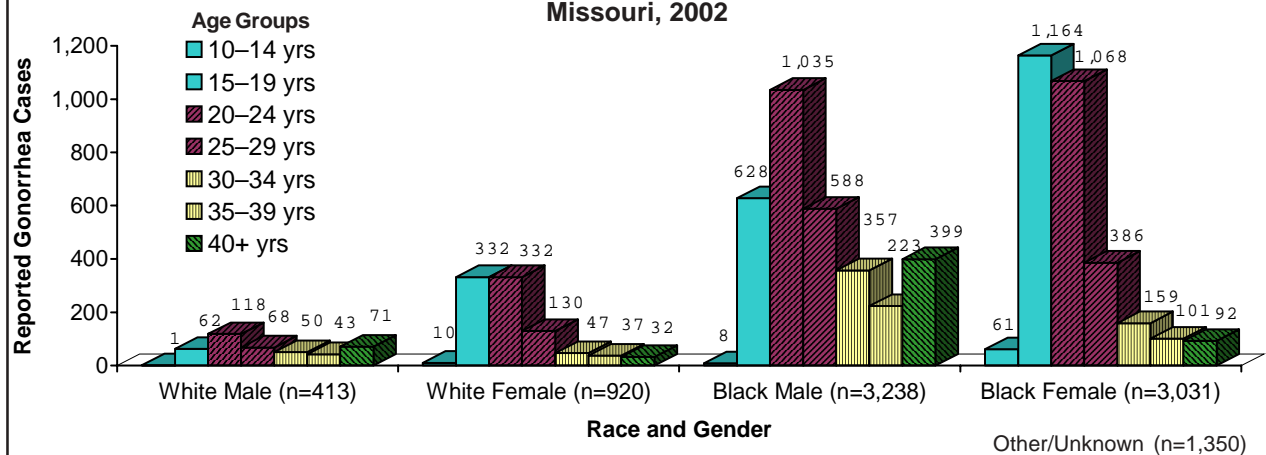 Missouri, 2002
Age Groups
10–14 yrs
15–19 yrs
20–24 yrs
25–29 yrs
30–34 yrs
35–39 yrs
40+ yrs
Reported Gonorrhea Cases
1,200
1,000
800
600
400
200
0
1 62 118 68 50 43 71
10 332 332 130 47 37 32
8 628 1,035 588 357 223 399
61 1,164 1,068 386 159 101 92
White Male (n=413) White Female (n=920) Black Male (n=3,238) Black Female (n=3,031)
Race and Gender
Other/Unknown (n=1,350)